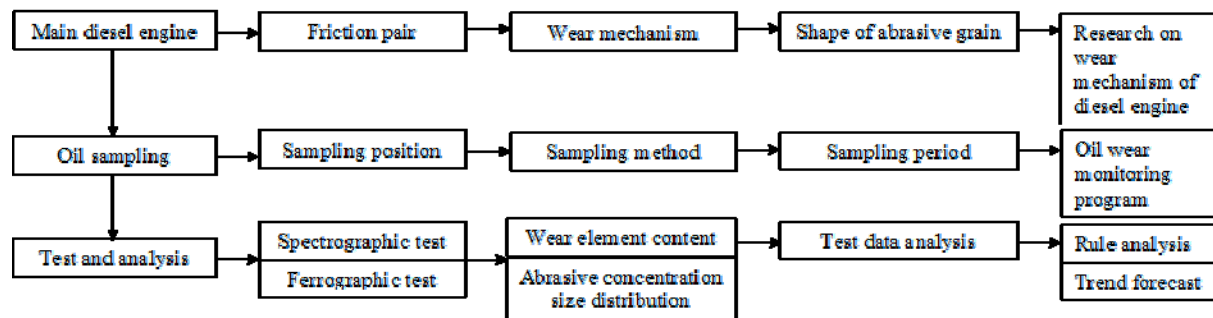 Main diesel engine
Friction pair
Wear mechanism
Shape of abrasive grain
Research on
wear
mechanism of
diesel engine
Oil sampling
Sampling position
Sampling method
Sampling period
Oil wear
monitoring
program
Test and analysis
Spectrographic test
Ferrographic test
Wear element content
Abrasive concentration
size distribution
Test data analysis
Rule analysis
Trend forecast